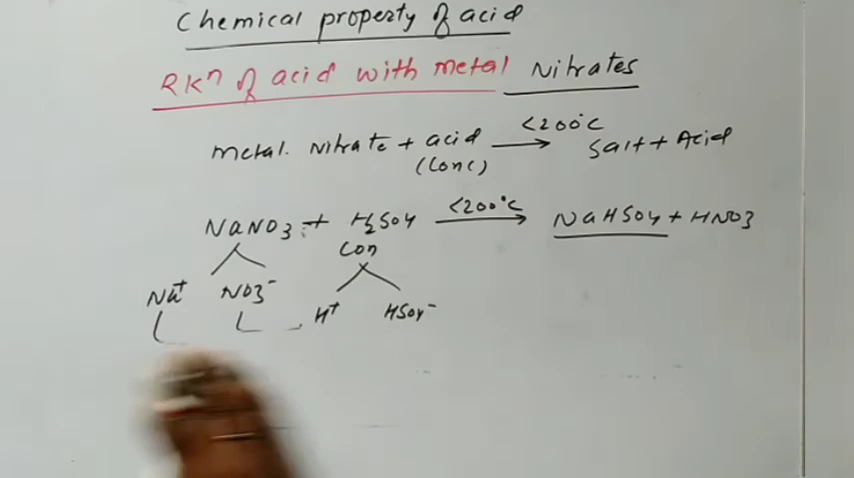 Chemical property of acid
RKn of acid with metal Nitrates
metal. Nitrate + acid <200°C Salt + Acid
(Conc)
NaNO3 + H2SO4 <200°C NaHSO4 + HNO3
Con
Na+ NO3- H+ HSO4-